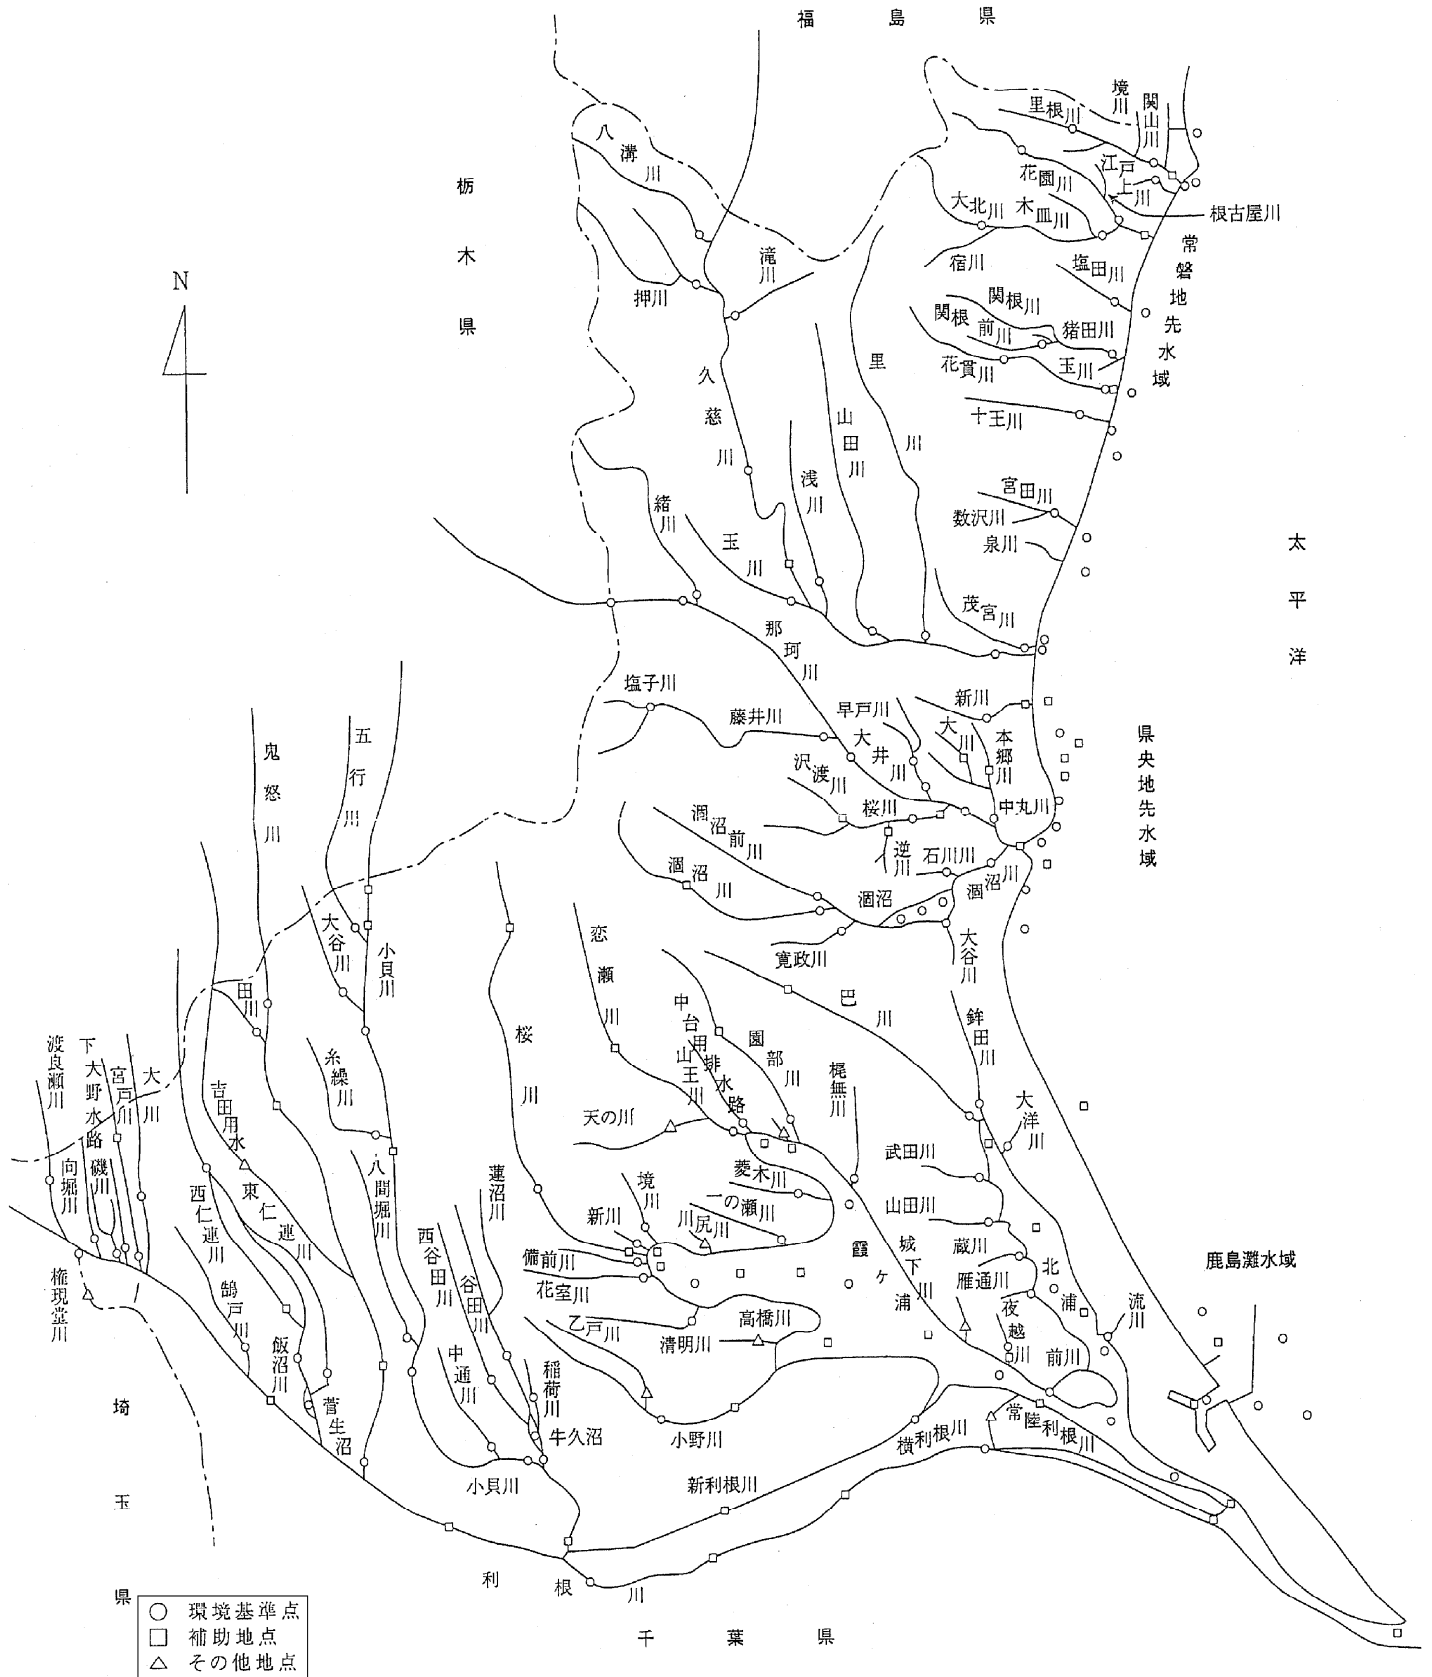 福島県
境川
関山川
里根川
江戸上川
花園川
根古屋川
大北川
木皿川
宿川
塩田川
常磐地先水域
関根川
関根前川
猪田川
玉川
花貫川
十王川
宮田川
数沢川
泉川
茂宮川
太平洋
八溝川
栃木県
N
押川
滝川
久慈川
里川
山田川
浅川
緒川
玉川
那珂川
塩子川
藤井川
早戸川
大井川
新川
大川
本郷川
沢渡川
桜川
中丸川
逆川
石川川
涸沼前川
涸沼川
涸沼
涸沼川
大谷川
寛政川
県央地先水域
鬼怒川
五行川
大谷川
小貝川
田川
糸繰川
桜川
恋瀬川
中台用排水路
山王川
園部川
天の川
梶無川
巴川
鉾田川
大洋川
武田川
山田川
蔵川
雁通川
北浦
流川
夜越川
前川
鹿島灘水域
渡良瀬川
下大野水路
宮戸川
大川
向堀川
磯川
権現堂川
吉田用水
東仁連川
西仁連川
鵠戸川
飯沼川
菅生沼
八間堀川
蓮沼川
西谷田川
谷田川
中通川
稲荷川
牛久沼
小貝川
菱木川
境川
一の瀬川
川尻川
新川
備前川
花室川
乙戸川
清明川
高橋川
霞ヶ浦
城下川
小野川
新利根川
横利根川
常陸利根川
利根川
埼玉県
千葉県
○ 環境基準点
□ 補助地点
△ その他地点